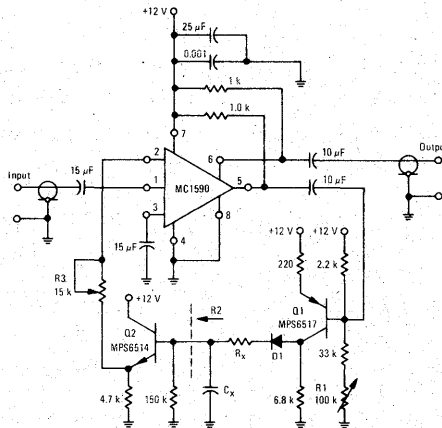 +12 V
25 µF
0.001
1 k
1.0 k
7
2
Input
15 µF
1
MC1590
6
5
10 µF
Output
10 µF
3
8
4
15 µF
+12 V +12 V
R3
15 k
+12 V
R2
220
2.2 k
Q1
MPS6517
Q2
MPS6514
Rx
D1
33 k
4.7 k
150 k
Cx
6.8 k
R1
100 k